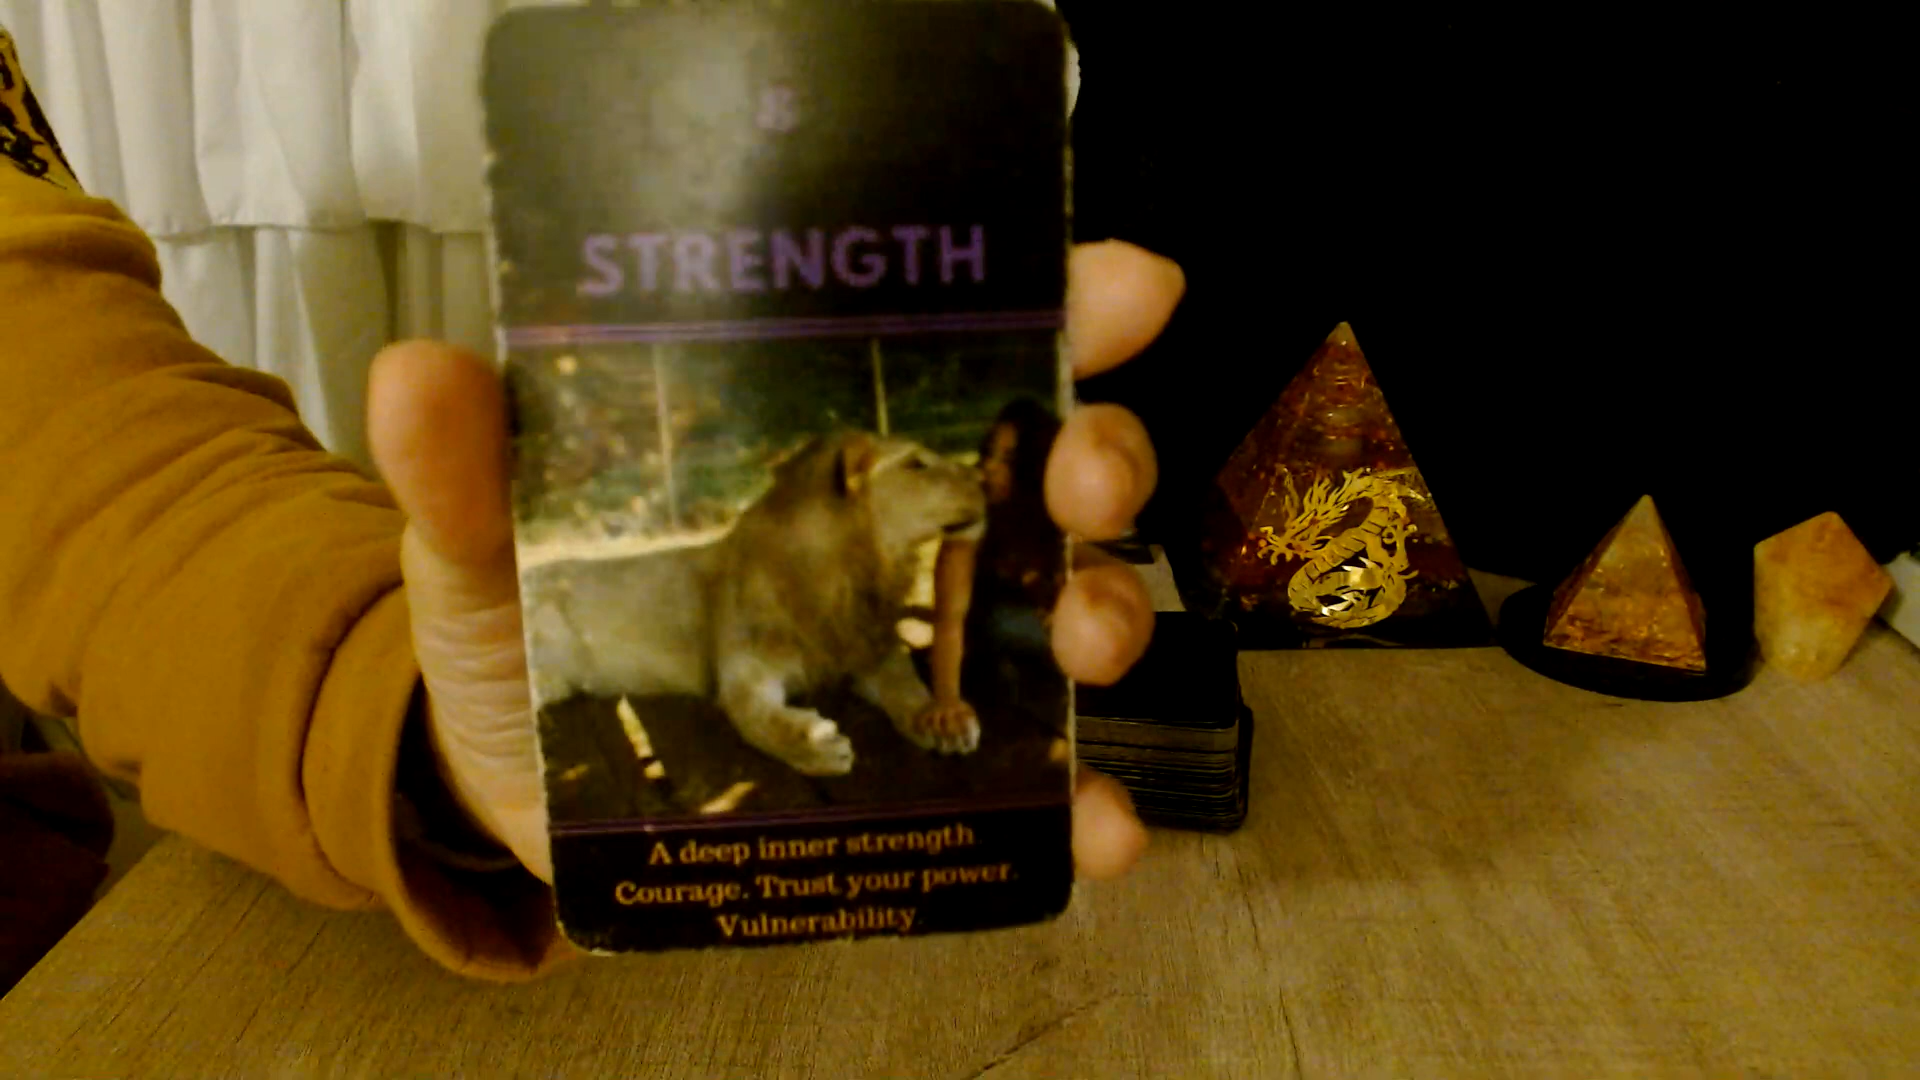 8
STRENGTH
A deep inner strength.
Courage. Trust your power.
Vulnerability.